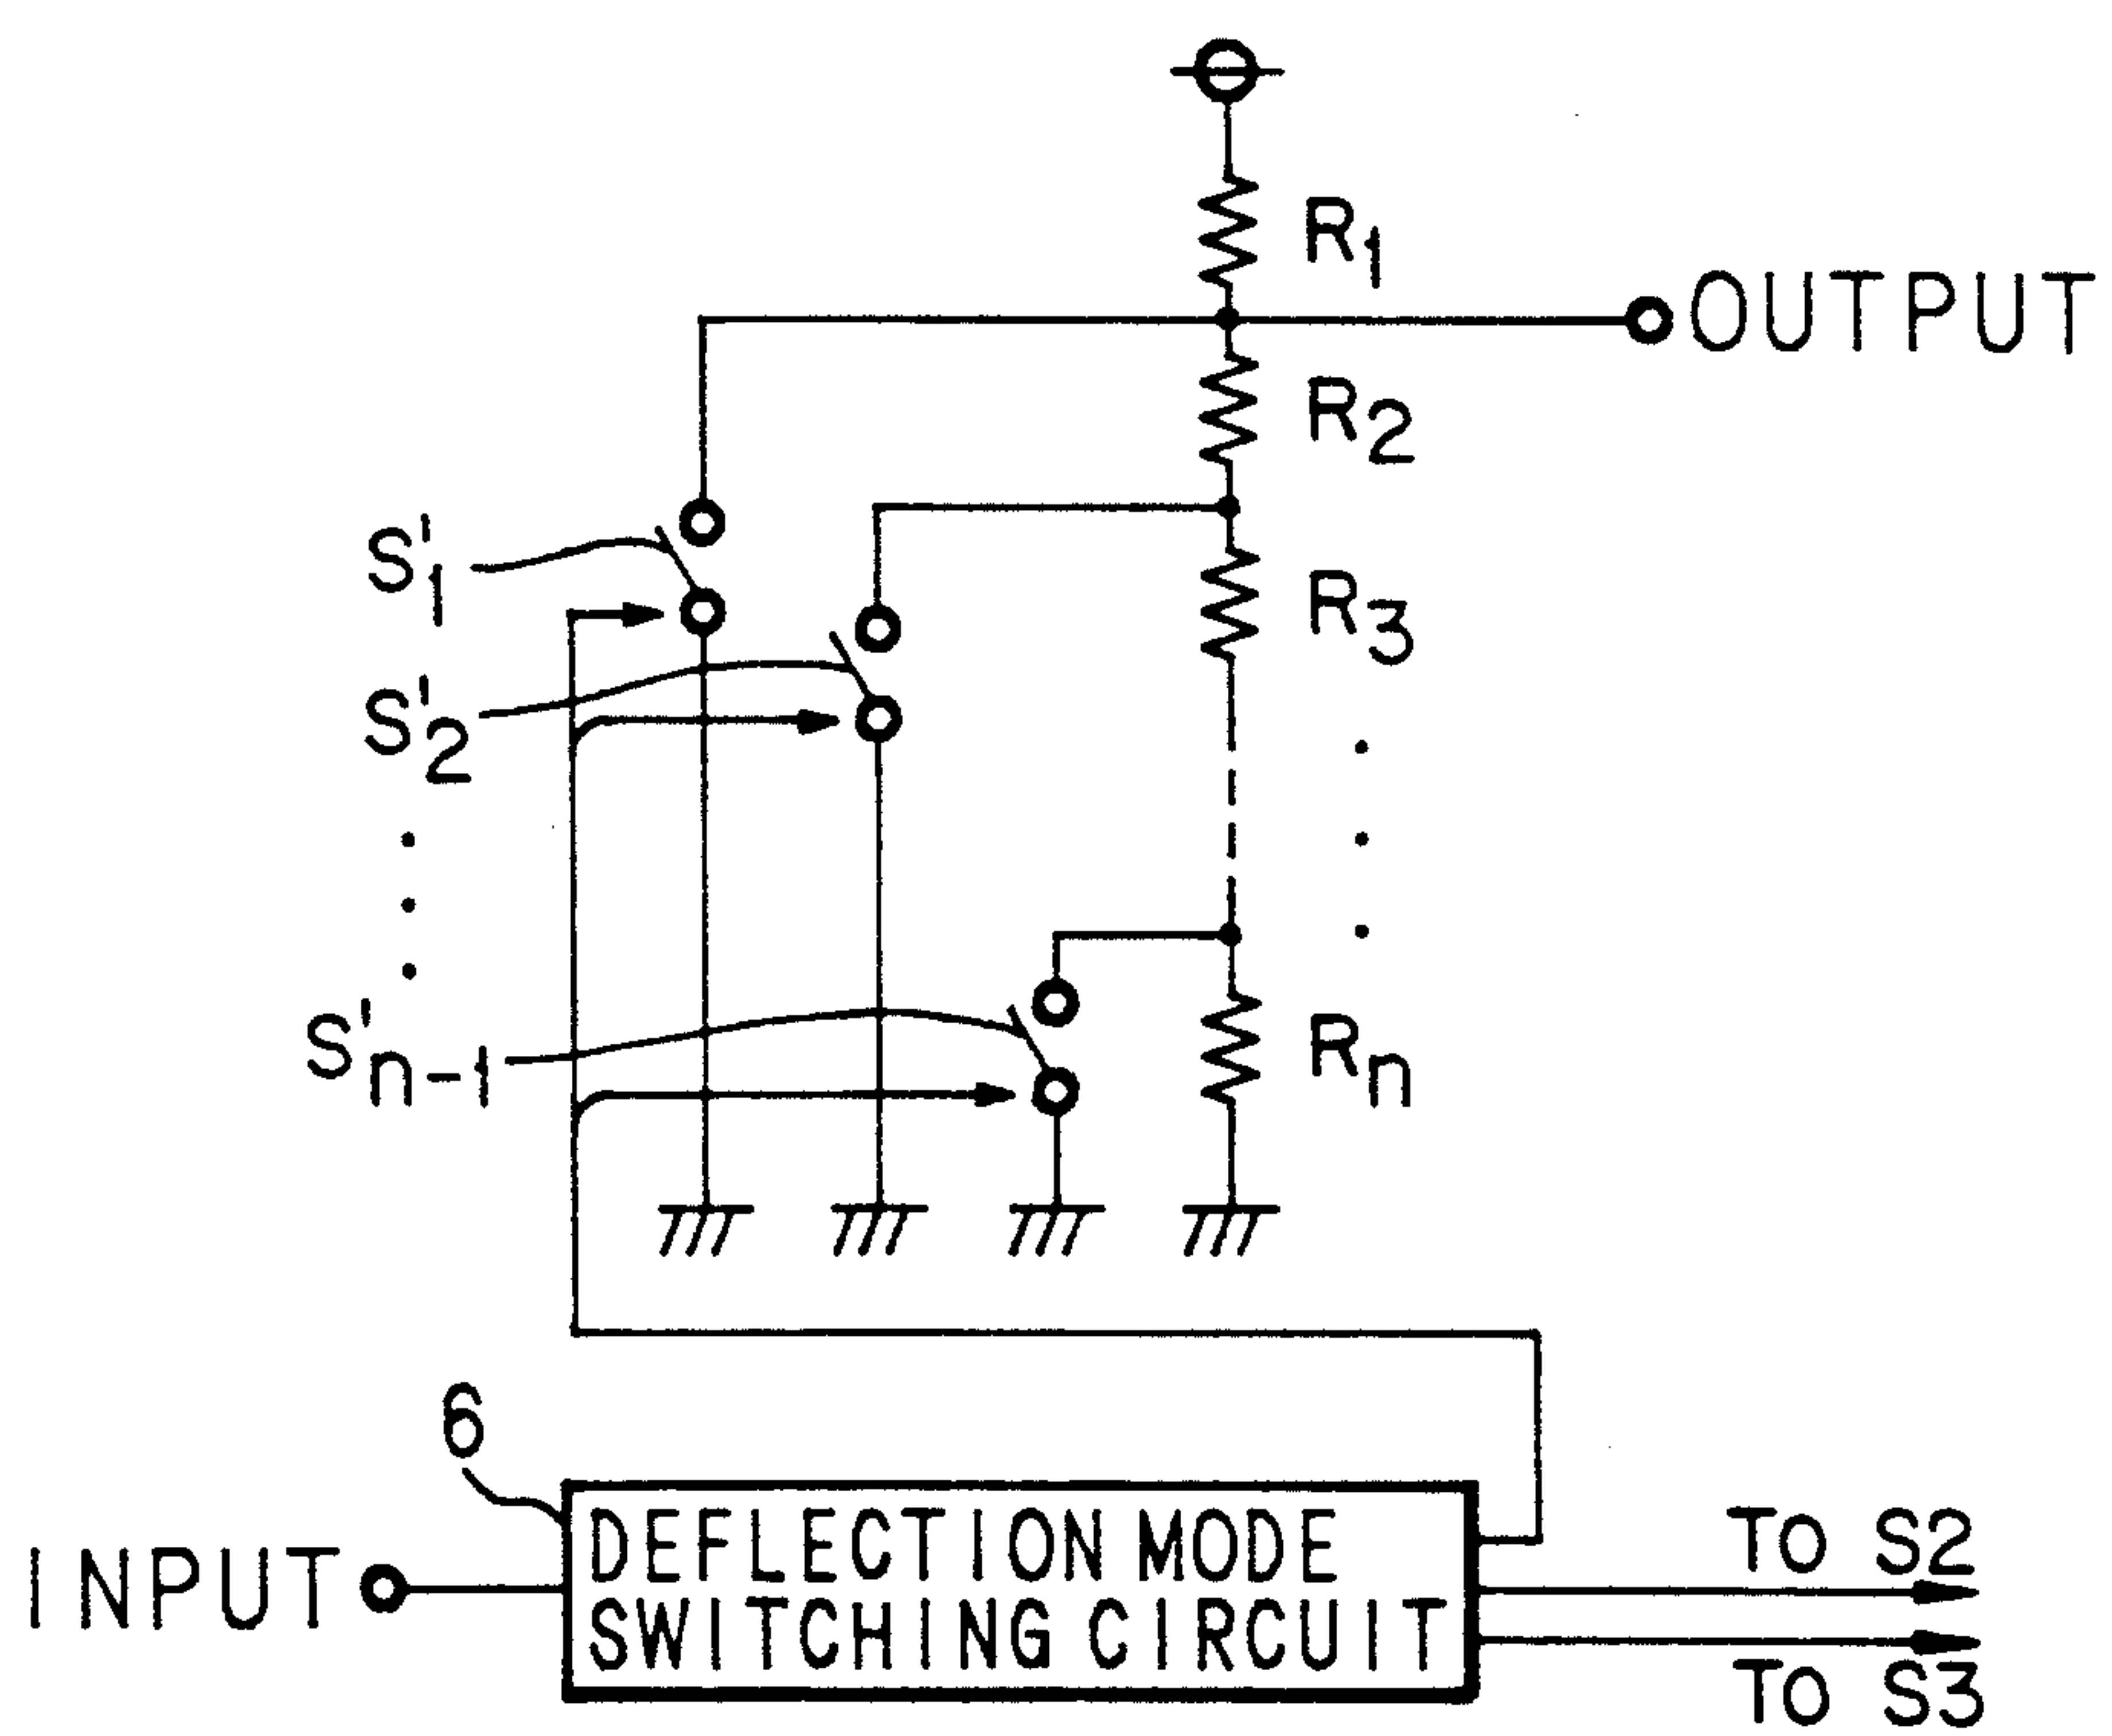 R1
OUTPUT
R2
S'1
R3
S'2
S'n-1
Rn
6
DEFLECTION MODE
SWITCHING CIRCUIT
INPUT
TO S2
TO S3